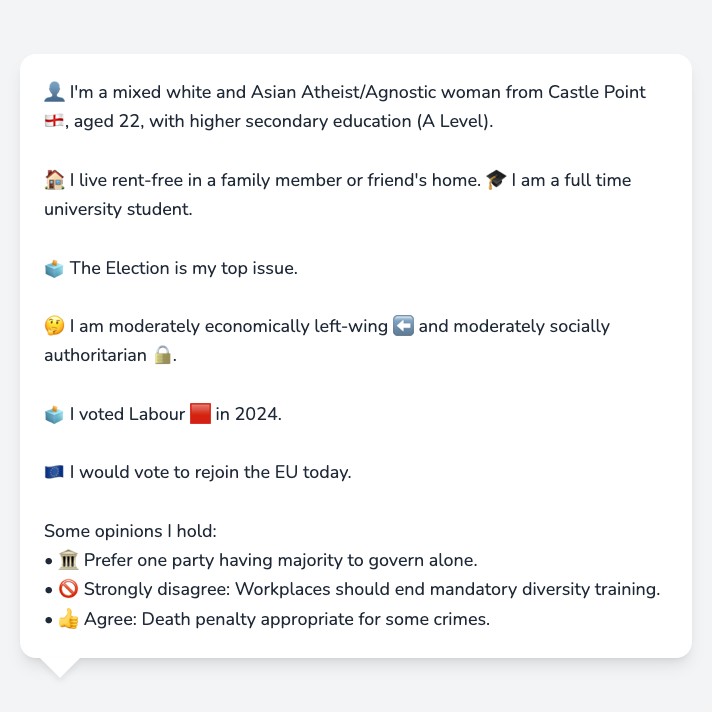 👤 I'm a mixed white and Asian Atheist/Agnostic woman from Castle Point
🏴󠁧󠁢󠁥󠁮󠁧󠁿, aged 22, with higher secondary education (A Level).
🏠 I live rent-free in a family member or friend's home. 🎓 I am a full time
university student.
🗳️ The Election is my top issue.
🤔 I am moderately economically left-wing ⬅️ and moderately socially
authoritarian 🔒.
🗳️ I voted Labour 🟥 in 2024.
🇪🇺 I would vote to rejoin the EU today.
Some opinions I hold:
• 🏛️ Prefer one party having majority to govern alone.
• 🚫 Strongly disagree: Workplaces should end mandatory diversity training.
• 👍 Agree: Death penalty appropriate for some crimes.